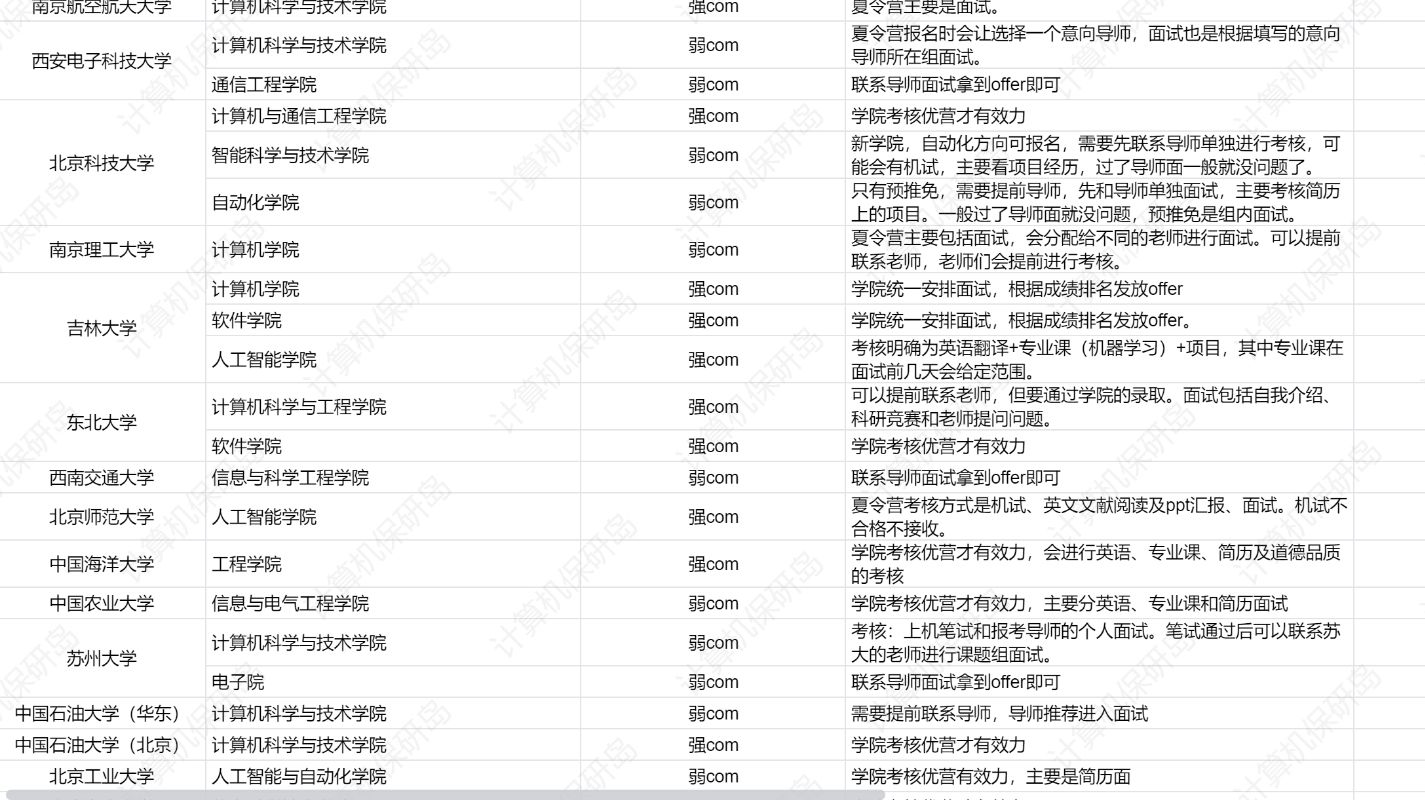 南京航空航天大学
计算机科学与技术学院
强com
夏令营主要是面试。
西安电子科技大学
计算机科学与技术学院
弱com
夏令营报名时会让选择一个意向导师，面试也是根据填写的意向
导师所在组面试。
通信工程学院
弱com
联系导师面试拿到offer即可
北京科技大学
计算机与通信工程学院
强com
学院考核优营才有效力
智能科学与技术学院
弱com
新学院，自动化方向可报名，需要先联系导师单独进行考核，可
能会有机试，主要看项目经历，过了导师面一般就没问题了。
自动化学院
弱com
只有预推免，需要提前导师，先和导师单独面试，主要考核简历
上的项目。一般过了导师面就没问题，预推免是组内面试。
南京理工大学
计算机学院
弱com
夏令营主要包括面试，会分配给不同的老师进行面试。可以提前
联系老师，老师们会提前进行考核。
吉林大学
计算机学院
强com
学院统一安排面试，根据成绩排名发放offer
软件学院
强com
学院统一安排面试，根据成绩排名发放offer。
人工智能学院
强com
考核明确为英语翻译+专业课（机器学习）+项目，其中专业课在
面试前几天会给定范围。
东北大学
计算机科学与工程学院
强com
可以提前联系老师，但要通过学院的录取。面试包括自我介绍、
科研竞赛和老师提问问题。
软件学院
强com
学院考核优营才有效力
西南交通大学
信息与科学工程学院
弱com
联系导师面试拿到offer即可
北京师范大学
人工智能学院
强com
夏令营考核方式是机试、英文文献阅读及ppt汇报、面试。机试不
合格不接收。
中国海洋大学
工程学院
强com
学院考核优营才有效力，会进行英语、专业课、简历及道德品质
的考核
中国农业大学
信息与电气工程学院
弱com
学院考核优营才有效力，主要分英语、专业课和简历面试
苏州大学
计算机科学与技术学院
弱com
考核：上机笔试和报考导师的个人面试。笔试通过后可以联系苏
大的老师进行课题组面试。
电子院
弱com
联系导师面试拿到offer即可
中国石油大学（华东）
计算机科学与技术学院
弱com
需要提前联系导师，导师推荐进入面试
中国石油大学（北京）
计算机科学与技术学院
强com
学院考核优营才有效力
北京工业大学
人工智能与自动化学院
弱com
学院考核优营有效力，主要是简历面
计算机保研岛